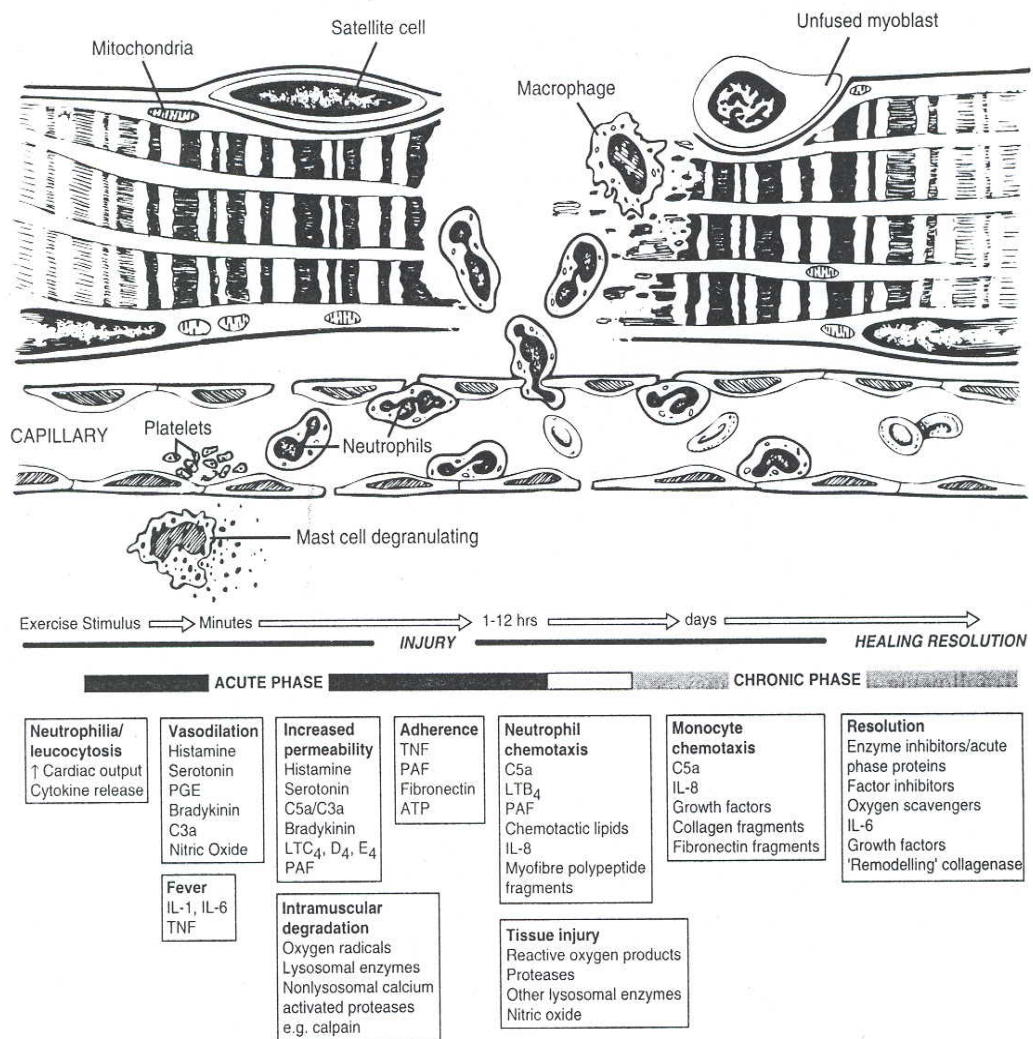 Unfused myoblast
Satellite cell
Mitochondria
Macrophage
CAPILLARY
Platelets
Neutrophils
Mast cell degranulating
Exercise Stimulus
Minutes
1-12 hrs
days
INJURY
HEALING RESOLUTION
ACUTE PHASE
CHRONIC PHASE
Neutrophilia/
leucocytosis
↑ Cardiac output
Cytokine release
Vasodilation
Histamine
Serotonin
PGE
Bradykinin
C3a
Nitric Oxide
Fever
IL-1, IL-6
TNF
Increased
permeability
Histamine
Serotonin
C5a/C3a
Bradykinin
LTC₄, D₄, E₄
PAF
Intramuscular
degradation
Oxygen radicals
Lysosomal enzymes
Nonlysosomal calcium
activated proteases
e.g. calpain
Adherence
TNF
PAF
Fibronectin
ATP
Neutrophil
chemotaxis
C5a
LTB₄
PAF
Chemotactic lipids
IL-8
Myofibre polypeptide
fragments
Tissue injury
Reactive oxygen products
Proteases
Other lysosomal enzymes
Nitric oxide
Monocyte
chemotaxis
C5a
IL-8
Growth factors
Collagen fragments
Fibronectin fragments
Resolution
Enzyme inhibitors/acute
phase proteins
Factor inhibitors
Oxygen scavengers
IL-6
Growth factors
'Remodelling' collagenase